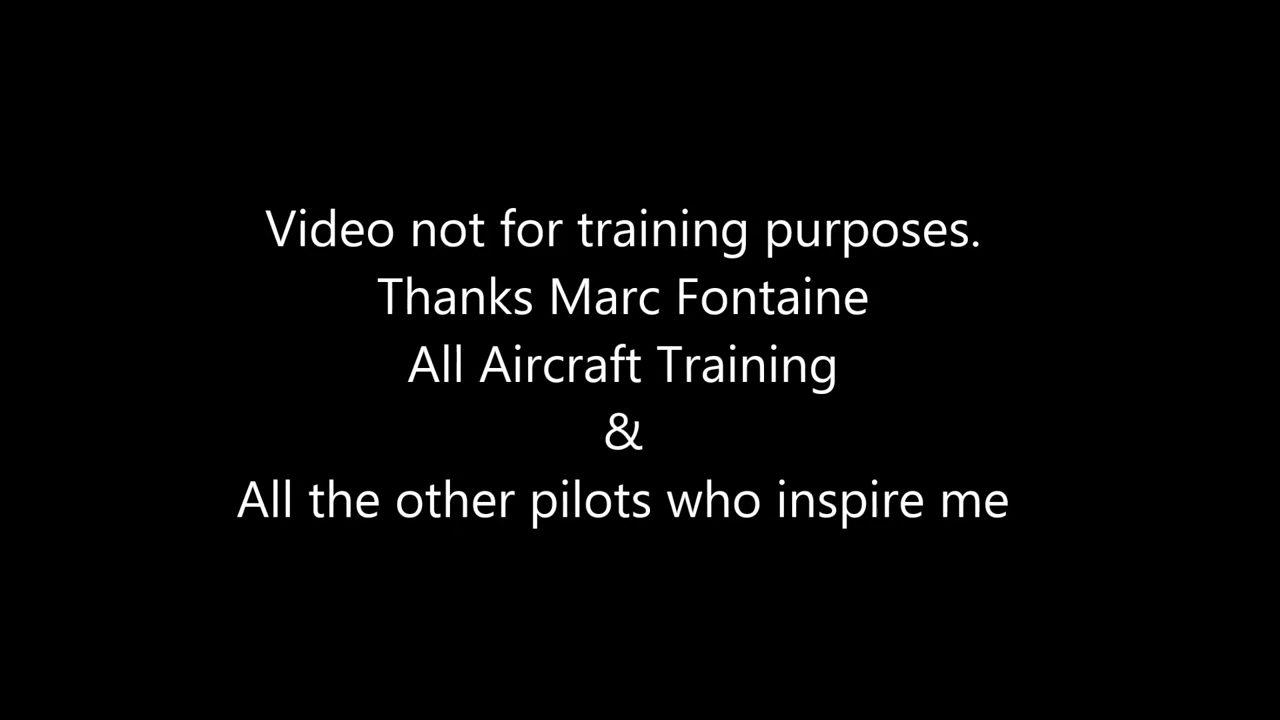 Video not for training purposes.
Thanks Marc Fontaine
All Aircraft Training
&
All the other pilots who inspire me